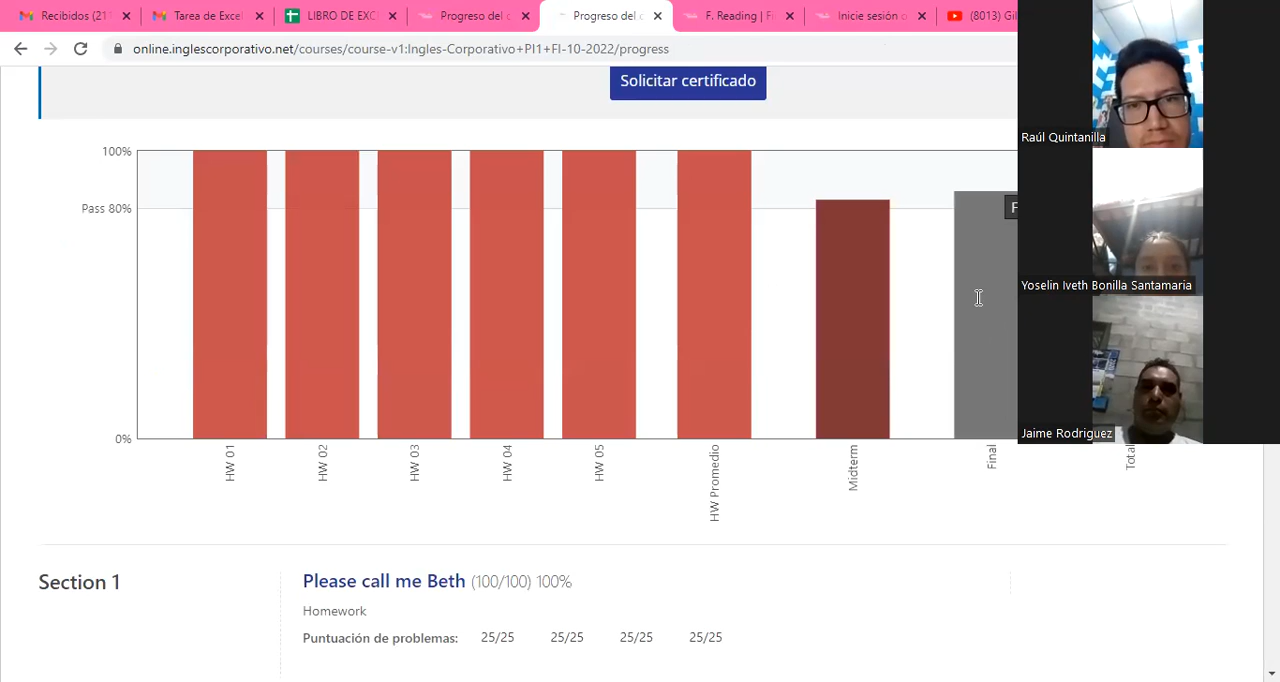 Recibidos (21
Tarea de Exce
LIBRO DE EXC
Progreso del c
Progreso del c
F. Reading | F
Inicie sesión o
(8013) Gil
online.inglescorporativo.net/courses/course-v1:Ingles-Corporativo+PI1+FI-10-2022/progress
Solicitar certificado
100%
Pass 80%
0%
HW 01
HW 02
HW 03
HW 04
HW 05
HW Promedio
Midterm
Final
Total
F
Raúl Quintanilla
Yoselin Iveth Bonilla Santamaria
Jaime Rodriguez
Section 1
Please call me Beth (100/100) 100%
Homework
Puntuación de problemas: 25/25 25/25 25/25 25/25